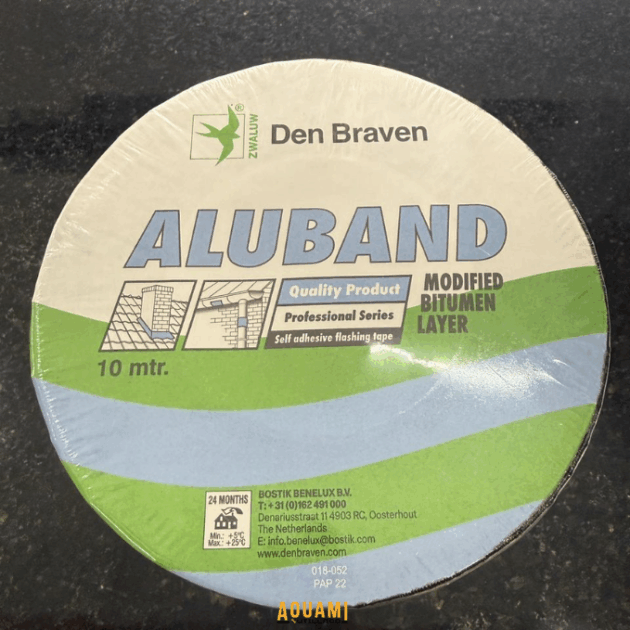 ZWALUW ®
Den Braven
ALUBAND
Quality Product
Professional Series
Self adhesive flashing tape
MODIFIED
BITUMEN
LAYER
10 mtr.
24 MONTHS
Min.: +5°C
Max.: +25°C
BOSTIK BENELUX B.V.
T: +31 (0)162 491 000
Denariusstraat 11 4903 RC, Oosterhout
The Netherlands
E: info.benelux@bostik.com
www.denbraven.com
018-052
PAP 22
AQUAMI